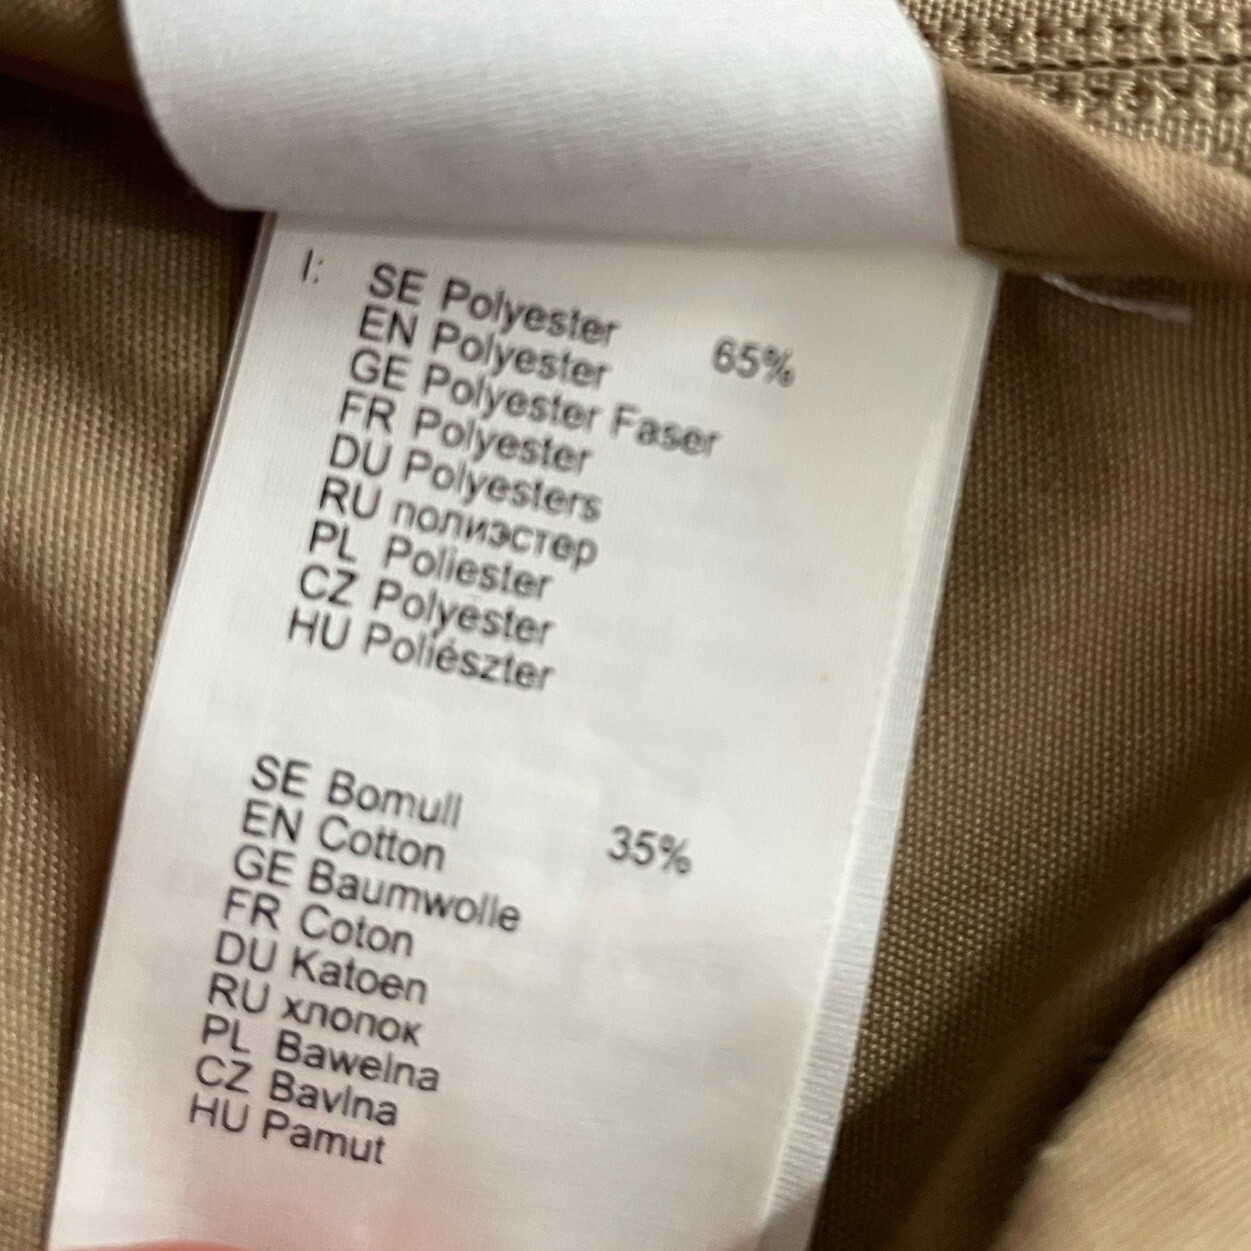 I: SE Polyester 65%
EN Polyester
GE Polyester Faser
FR Polyester
DU Polyesters
RU полиэстер
PL Poliester
CZ Polyester
HU Poliészter
SE Bomull 35%
EN Cotton
GE Baumwolle
FR Coton
DU Katoen
RU хлопок
PL Bawelna
CZ Bavlna
HU Pamut